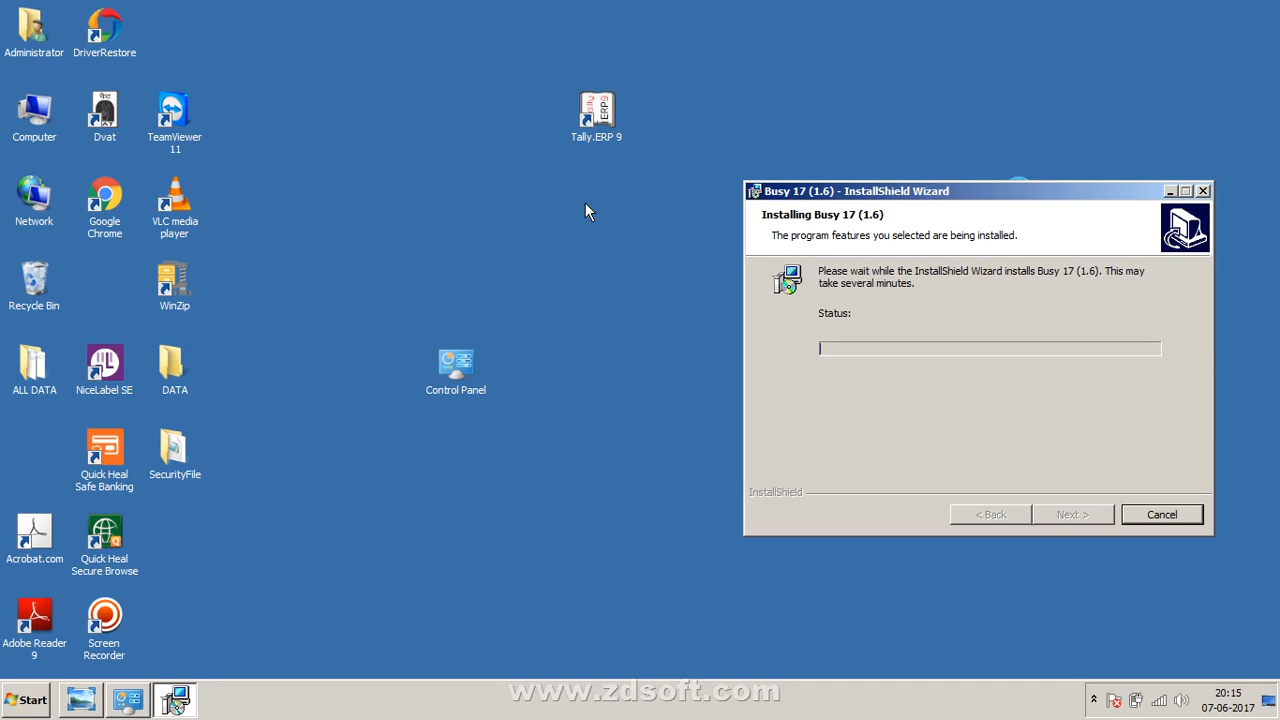 Administrator
DriverRestore
Computer
Dvat
TeamViewer
11
Tally.ERP 9
Network
Google
Chrome
VLC media
player
Recycle Bin
WinZip
ALL DATA
NiceLabel SE
DATA
Control Panel
Quick Heal
Safe Banking
SecurityFile
Acrobat.com
Quick Heal
Secure Browse
Adobe Reader
9
Screen
Recorder
Busy 17 (1.6) - InstallShield Wizard
Installing Busy 17 (1.6)
The program features you selected are being installed.
Please wait while the InstallShield Wizard installs Busy 17 (1.6). This may
take several minutes.
Status:
InstallShield
< Back
Next >
Cancel
Start
www.zdsoft.com
20:15
07-06-2017